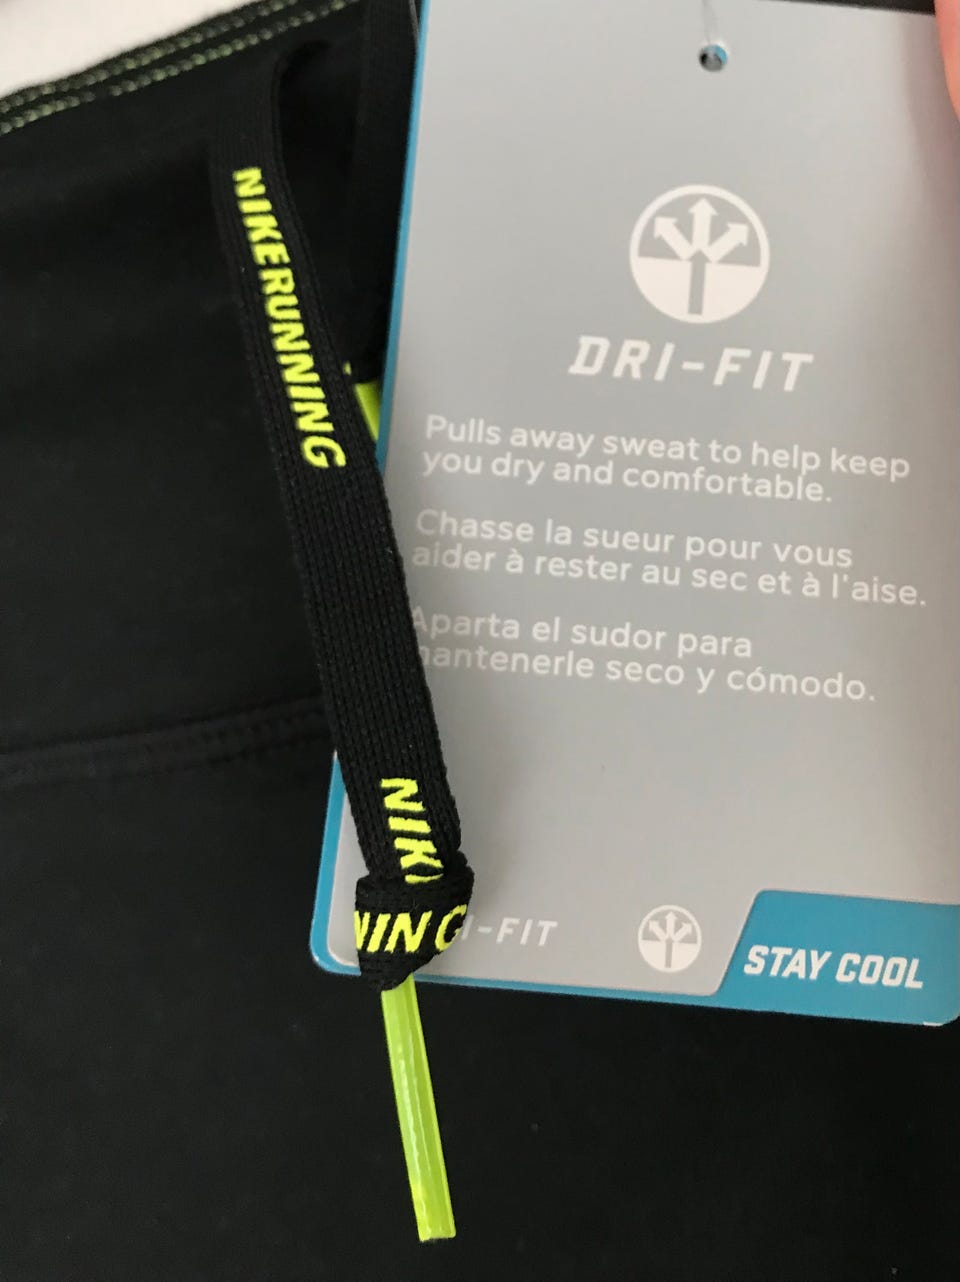 NIKERUNNING
DRI-FIT
Pulls away sweat to help keep
you dry and comfortable.
Chasse la sueur pour vous
aider à rester au sec et à l'aise.
Aparta el sudor para
mantenerle seco y cómodo.
NIK
NING
I-FIT
STAY COOL